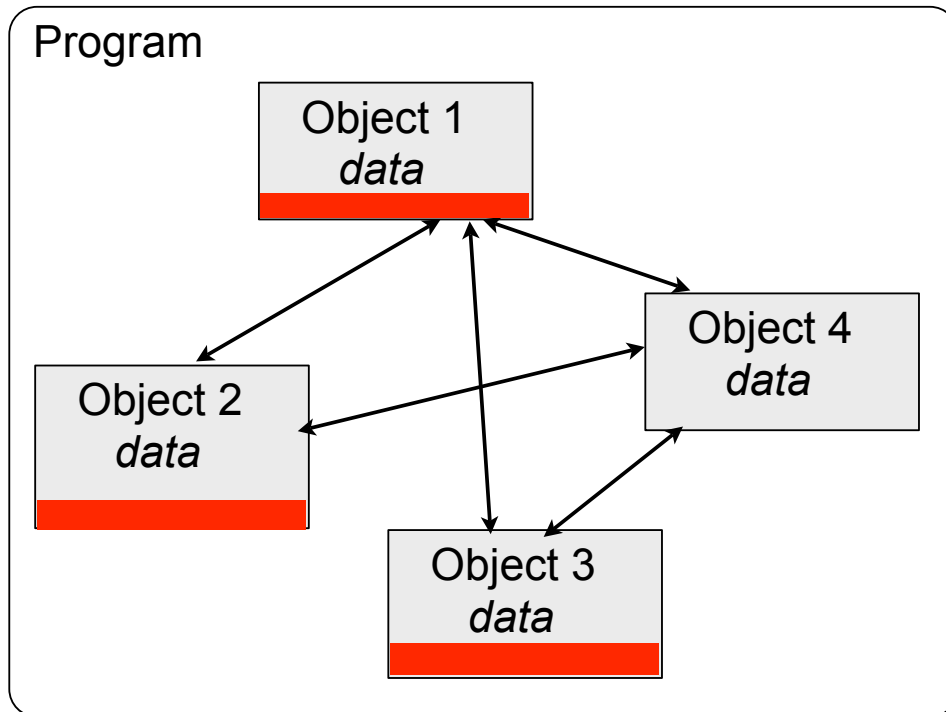 Program
Object 1
data
Object 4
data
Object 2
data
Object 3
data